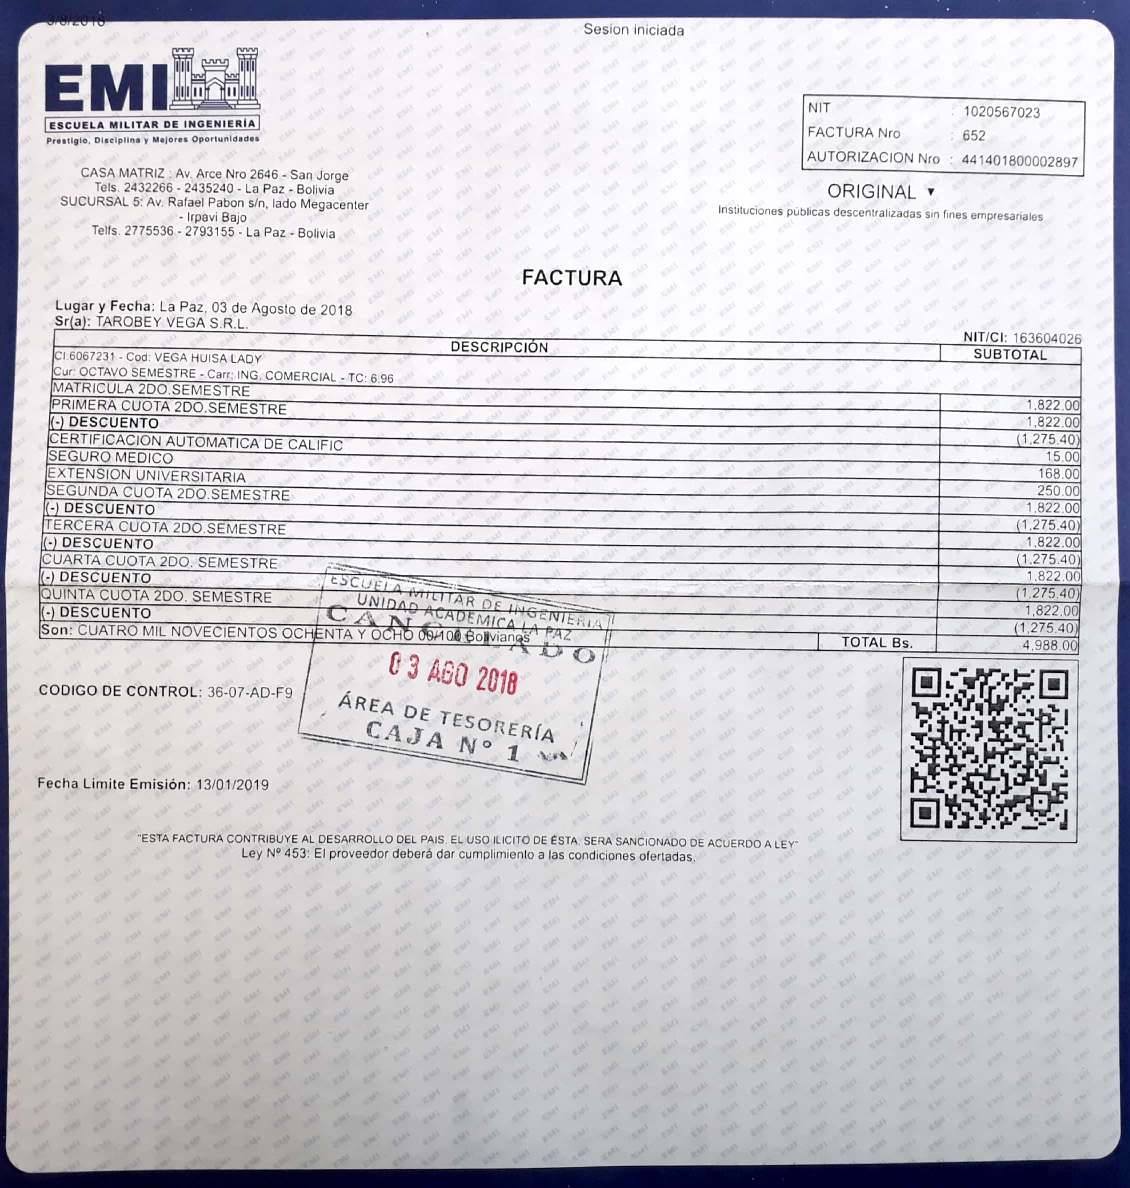 3/8/2018
Sesion iniciada
EMI
ESCUELA MILITAR DE INGENIERÍA
Prestigio, Disciplina y Mejores Oportunidades
NIT : 1020567023
FACTURA Nro : 652
AUTORIZACION Nro : 441401800002897
CASA MATRIZ : Av. Arce Nro 2646 - San Jorge
Tels. 2432266 - 2435240 - La Paz - Bolivia
SUCURSAL 5: Av. Rafael Pabon s/n, lado Megacenter
- Irpavi Bajo
Telfs. 2775536 - 2793155 - La Paz - Bolivia
ORIGINAL ▼
Instituciones públicas descentralizadas sin fines empresariales
FACTURA
Lugar y Fecha: La Paz, 03 de Agosto de 2018
Sr(a): TAROBEY VEGA S.R.L.
NIT/CI: 163604026
DESCRIPCIÓN SUBTOTAL
CI:6067231 - Cod: VEGA HUISA LADY
Cur: OCTAVO SEMESTRE - Carr: ING. COMERCIAL - TC: 6.96
MATRICULA 2DO.SEMESTRE 1,822.00
PRIMERA CUOTA 2DO.SEMESTRE 1,822.00
(-) DESCUENTO (1,275.40)
CERTIFICACION AUTOMATICA DE CALIFIC 15.00
SEGURO MEDICO 168.00
EXTENSION UNIVERSITARIA 250.00
SEGUNDA CUOTA 2DO.SEMESTRE 1,822.00
(-) DESCUENTO (1,275.40)
TERCERA CUOTA 2DO.SEMESTRE 1,822.00
(-) DESCUENTO (1,275.40)
CUARTA CUOTA 2DO. SEMESTRE 1,822.00
(-) DESCUENTO (1,275.40)
QUINTA CUOTA 2DO. SEMESTRE 1,822.00
(-) DESCUENTO (1,275.40)
Son: CUATRO MIL NOVECIENTOS OCHENTA Y OCHO 00/100 Bolivianos TOTAL Bs. 4,988.00
ESCUELA MILITAR DE INGENIERIA
UNIDAD ACADEMICA LA PAZ
CANCELADO
03 AGO 2018
ÁREA DE TESORERÍA
CAJA Nº 1
CODIGO DE CONTROL: 36-07-AD-F9
Fecha Limite Emisión: 13/01/2019
"ESTA FACTURA CONTRIBUYE AL DESARROLLO DEL PAIS. EL USO ILICITO DE ÉSTA. SERA SANCIONADO DE ACUERDO A LEY"
Ley Nº 453: El proveedor deberá dar cumplimiento a las condiciones ofertadas.